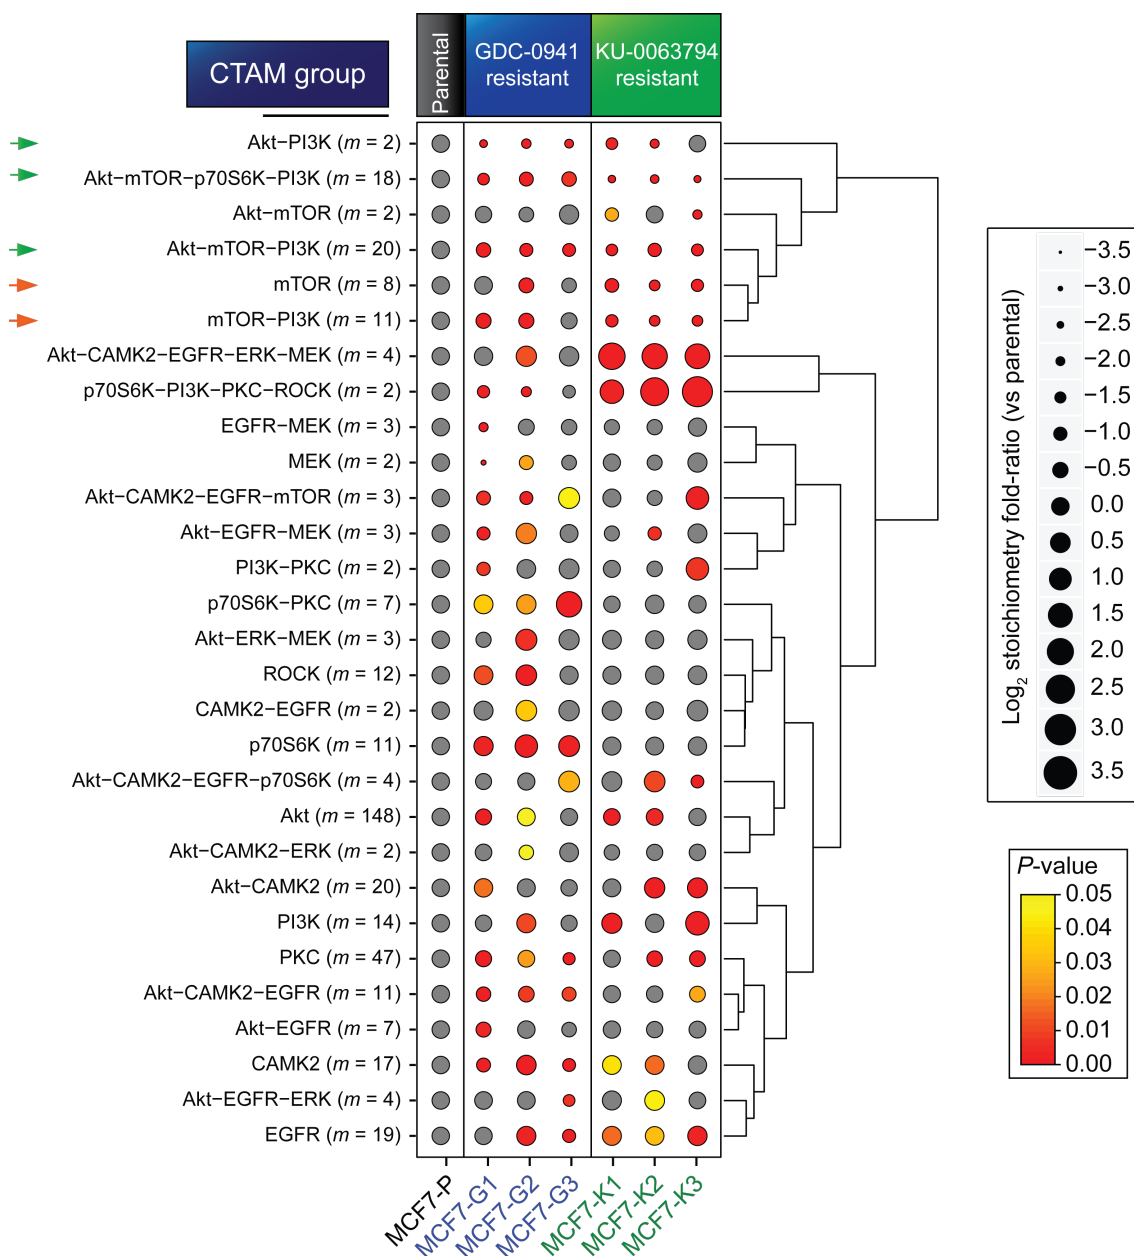 CTAM group
Parental
GDC-0941
resistant
KU-0063794
resistant
Akt−PI3K (m = 2)
Akt−mTOR−p70S6K−PI3K (m = 18)
Akt−mTOR (m = 2)
Akt−mTOR−PI3K (m = 20)
mTOR (m = 8)
mTOR−PI3K (m = 11)
Akt−CAMK2−EGFR−ERK−MEK (m = 4)
p70S6K−PI3K−PKC−ROCK (m = 2)
EGFR−MEK (m = 3)
MEK (m = 2)
Akt−CAMK2−EGFR−mTOR (m = 3)
Akt−EGFR−MEK (m = 3)
PI3K−PKC (m = 2)
p70S6K−PKC (m = 7)
Akt−ERK−MEK (m = 3)
ROCK (m = 12)
CAMK2−EGFR (m = 2)
p70S6K (m = 11)
Akt−CAMK2−EGFR−p70S6K (m = 4)
Akt (m = 148)
Akt−CAMK2−ERK (m = 2)
Akt−CAMK2 (m = 20)
PI3K (m = 14)
PKC (m = 47)
Akt−CAMK2−EGFR (m = 11)
Akt−EGFR (m = 7)
CAMK2 (m = 17)
Akt−EGFR−ERK (m = 4)
EGFR (m = 19)
MCF7-P
MCF7-G1
MCF7-G2
MCF7-G3
MCF7-K1
MCF7-K2
MCF7-K3
Log2 stoichiometry fold-ratio (vs parental)
−3.5
−3.0
−2.5
−2.0
−1.5
−1.0
−0.5
0.0
0.5
1.0
1.5
2.0
2.5
3.0
3.5
P-value
0.05
0.04
0.03
0.02
0.01
0.00